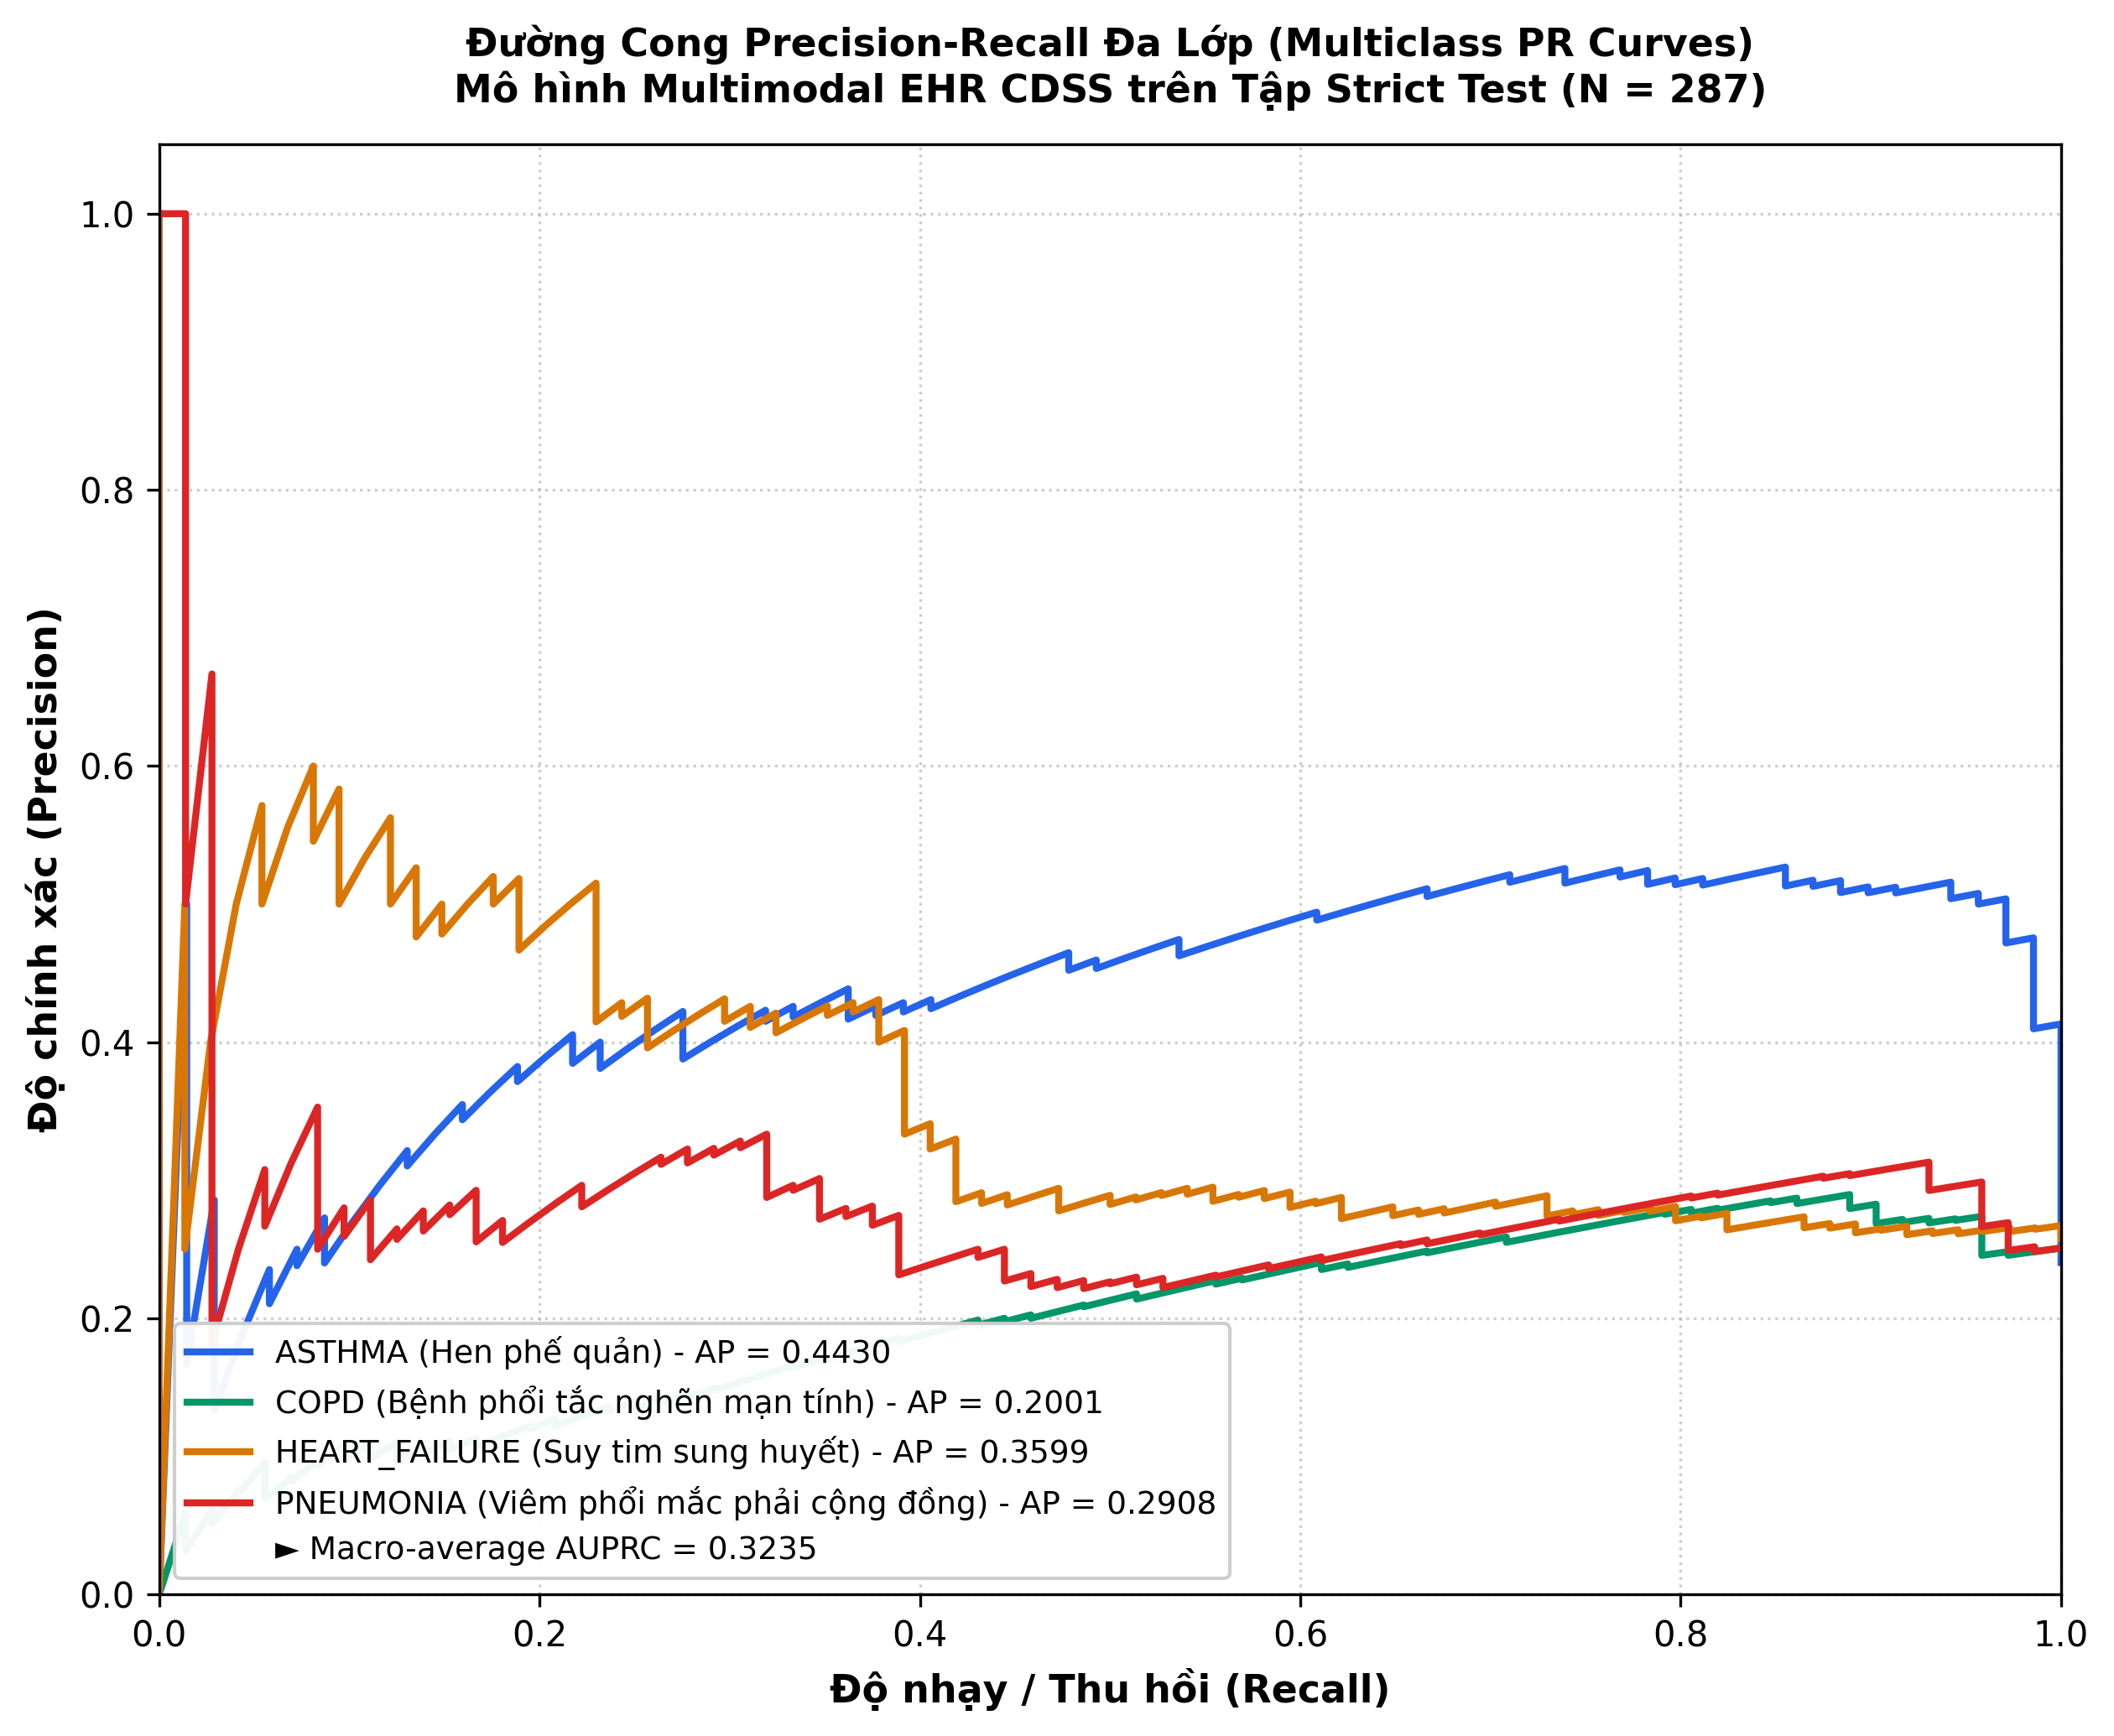 Đường Cong Precision-Recall Đa Lớp (Multiclass PR Curves)
Mô hình Multimodal EHR CDSS trên Tập Strict Test (N = 287)
Độ chính xác (Precision)
1.0
0.8
0.6
0.4
0.2
0.0
ASTHMA (Hen phế quản) - AP = 0.4430
COPD (Bệnh phổi tắc nghẽn mạn tính) - AP = 0.2001
HEART_FAILURE (Suy tim sung huyết) - AP = 0.3599
PNEUMONIA (Viêm phổi mắc phải cộng đồng) - AP = 0.2908
► Macro-average AUPRC = 0.3235
0.0 0.2 0.4 0.6 0.8 1.0
Độ nhạy / Thu hồi (Recall)